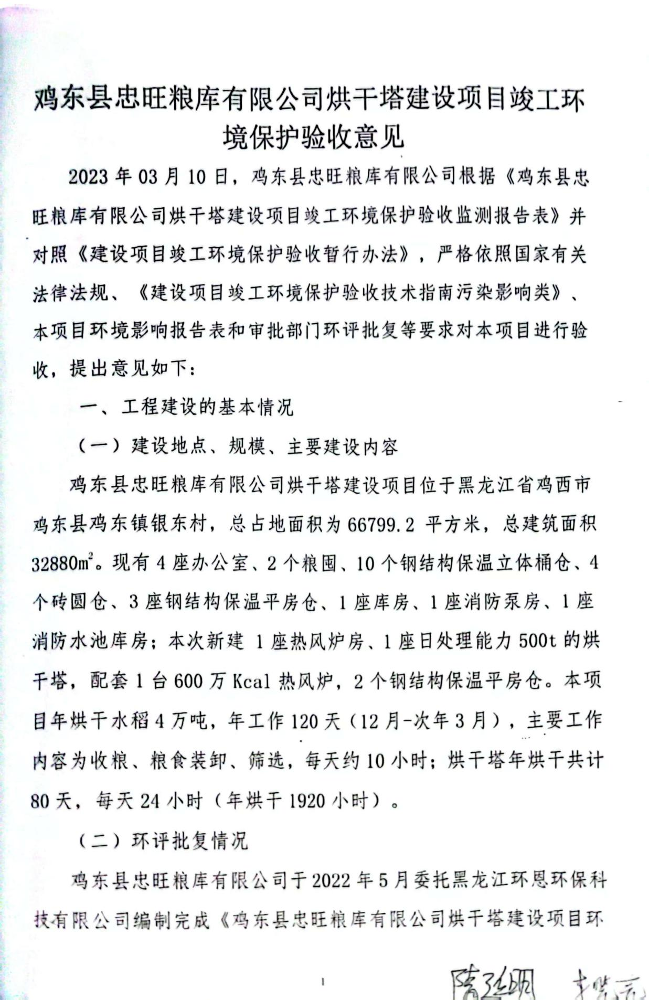 鸡东县忠旺粮库有限公司烘干塔建设项目竣工环
境保护验收意见
2023 年 03 月 10 日，鸡东县忠旺粮库有限公司根据《鸡东县忠
旺粮库有限公司烘干塔建设项目竣工环境保护验收监测报告表》并
对照《建设项目竣工环境保护验收暂行办法》，严格依照国家有关
法律法规、《建设项目竣工环境保护验收技术指南污染影响类》、
本项目环境影响报告表和审批部门环评批复等要求对本项目进行验
收，提出意见如下：
一、工程建设的基本情况
（一）建设地点、规模、主要建设内容
鸡东县忠旺粮库有限公司烘干塔建设项目位于黑龙江省鸡西市
鸡东县鸡东镇银东村，总占地面积为 66799.2 平方米，总建筑面积
32880m²。现有 4 座办公室、2 个粮囤、10 个钢结构保温立体桶仓、4
个砖圆仓、3 座钢结构保温平房仓、1 座库房、1 座消防泵房、1 座
消防水池库房；本次新建 1 座热风炉房、1 座日处理能力 500t 的烘
干塔，配套 1 台 600 万 Kcal 热风炉，2 个钢结构保温平房仓。本项
目年烘干水稻 4 万吨，年工作 120 天（12 月-次年 3 月），主要工作
内容为收粮、粮食装卸、筛选，每天约 10 小时；烘干塔年烘干共计
80 天，每天 24 小时（年烘干 1920 小时）。
（二）环评批复情况
鸡东县忠旺粮库有限公司于 2022 年 5 月委托黑龙江环恩环保科
技有限公司编制完成《鸡东县忠旺粮库有限公司烘干塔建设项目环
1